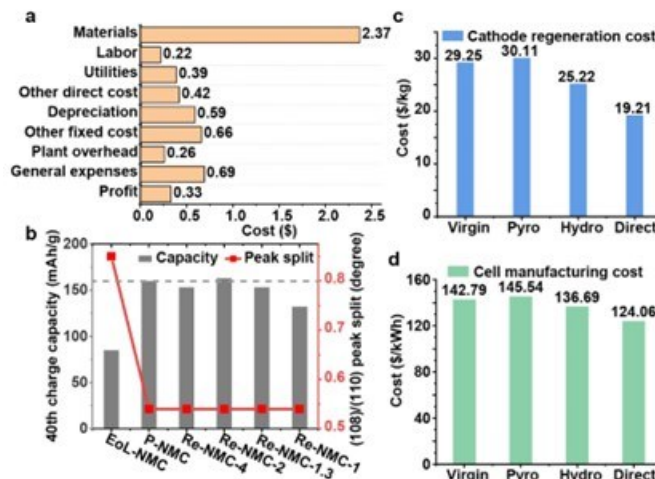 a
Materials 2.37
Labor 0.22
Utilities 0.39
Other direct cost 0.42
Depreciation 0.59
Other fixed cost 0.66
Plant overhead 0.26
General expenses 0.69
Profit 0.33
0.0 0.5 1.0 1.5 2.0 2.5
Cost ($)
b
Capacity Peak split
40th charge capacity (mAh/g)
200
150
100
50
0
(108)/(110) peak split (degree)
0.8
0.7
0.6
0.5
EoL-NMC P-NMC Re-NMC-4 Re-NMC-2 Re-NMC-1.3 Re-NMC-1
c
Cathode regeneration cost
Cost ($/kg)
30
20
10
0
29.25 30.11 25.22 19.21
Virgin Pyro Hydro Direct
d
Cell manufacturing cost
Cost ($/kWh)
160
120
80
40
0
142.79 145.54 136.69 124.06
Virgin Pyro Hydro Direct